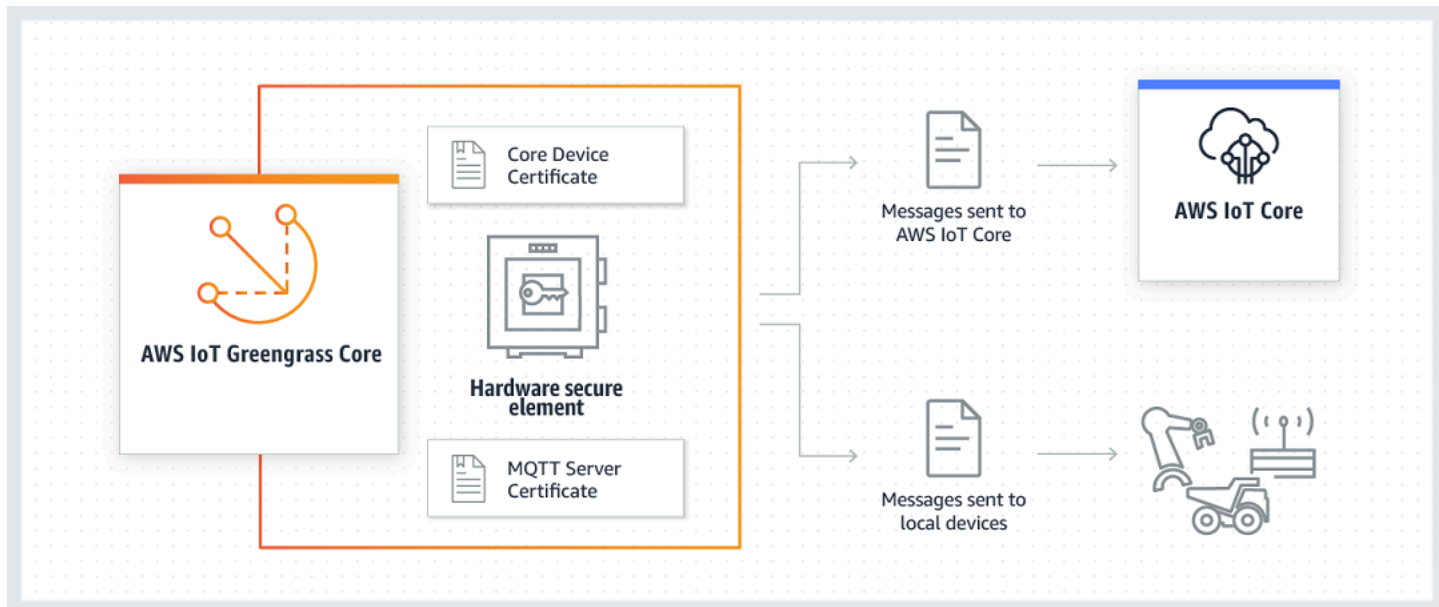 AWS IoT Greengrass Core
Core Device
Certificate
Hardware secure
element
MQTT Server
Certificate
Messages sent to
AWS IoT Core
AWS IoT Core
Messages sent to
local devices